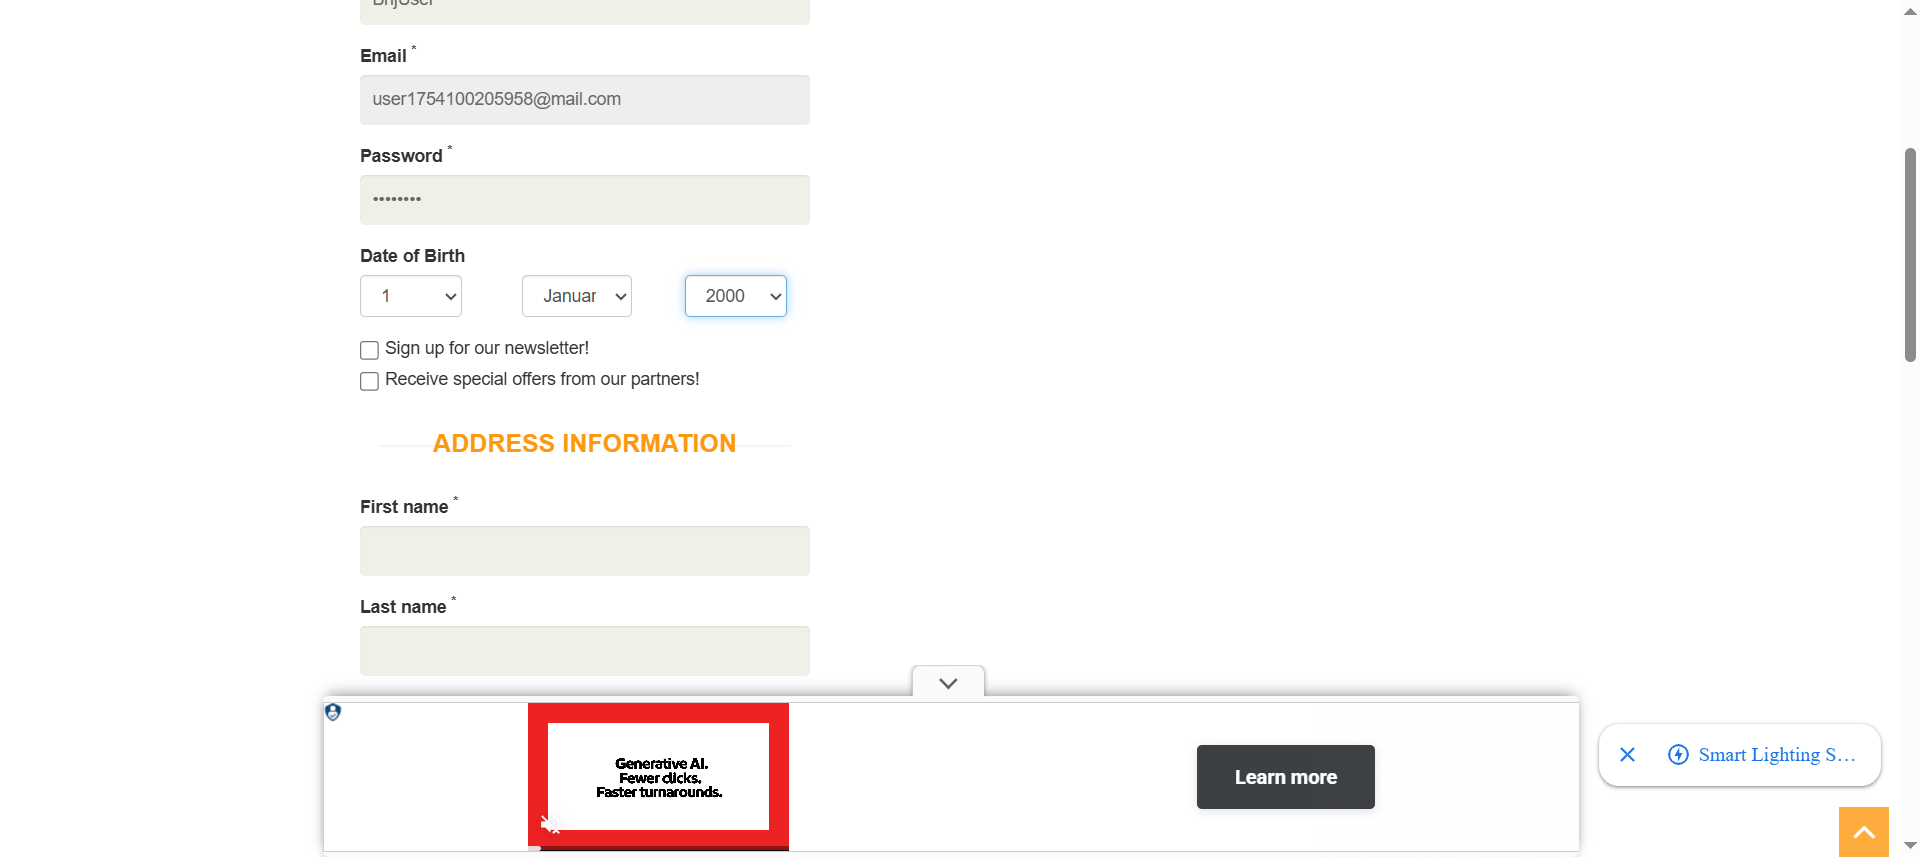 Email *
user1754100205958@mail.com
Password *
••••••••
Date of Birth
1 Januar 2000
Sign up for our newsletter!
Receive special offers from our partners!
ADDRESS INFORMATION
First name *
Last name *
Generative AI.
Fewer clicks.
Faster turnarounds.
Learn more
Smart Lighting S...